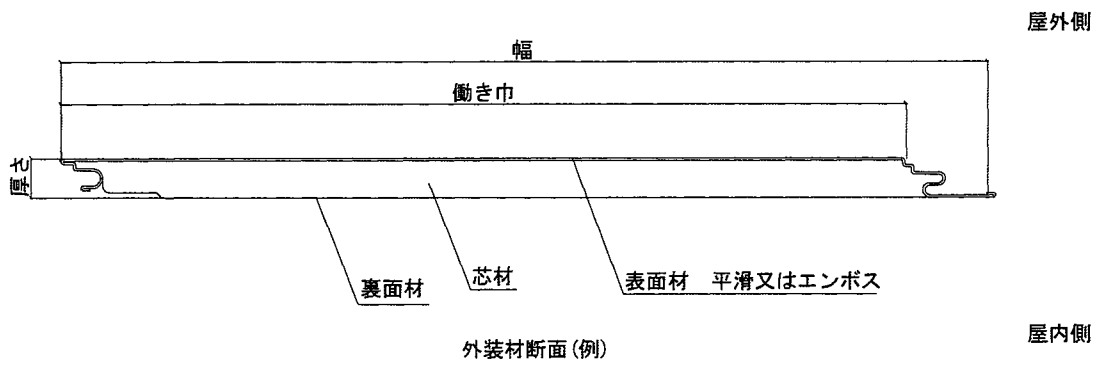 屋外側
幅
働き巾
厚さ
裏面材
芯材
表面材 平滑又はエンボス
屋内側
外装材断面(例)